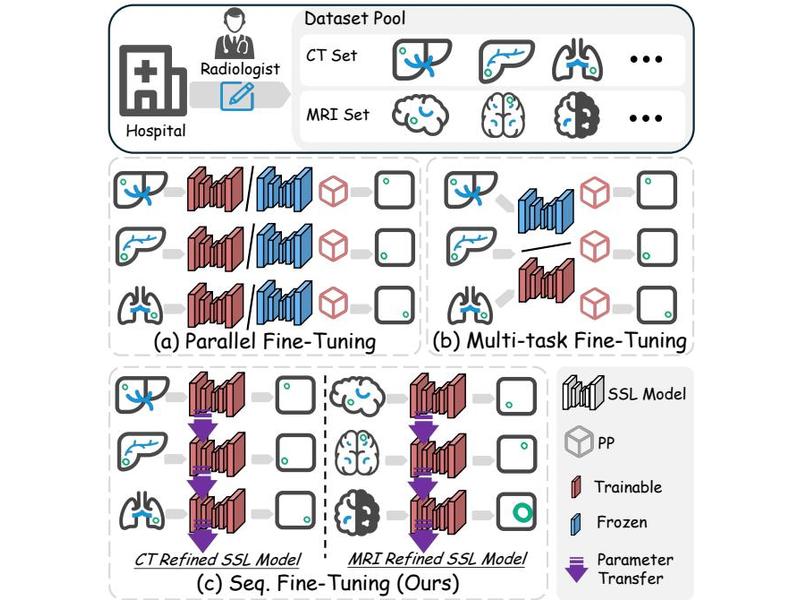 Dataset Pool
Radiologist
Hospital
CT Set
MRI Set
(a) Parallel Fine-Tuning
(b) Multi-task Fine-Tuning
CT Refined SSL Model
MRI Refined SSL Model
(c) Seq. Fine-Tuning (Ours)
SSL Model
PP
Trainable
Frozen
Parameter
Transfer